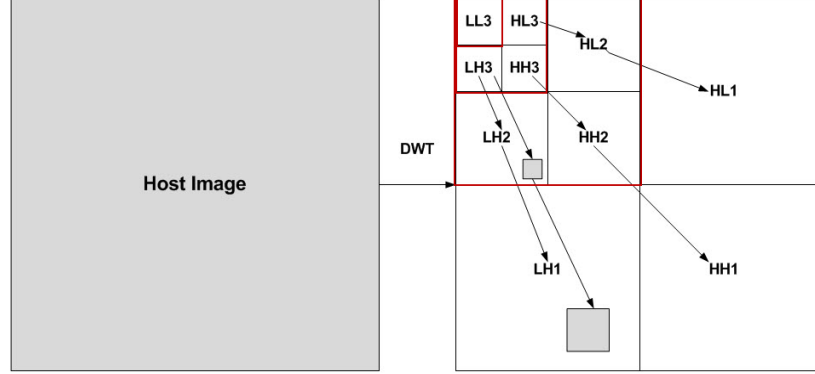 LL3 HL3
HL2
LH3 HH3
HL1
LH2 HH2
DWT
Host Image
LH1 HH1